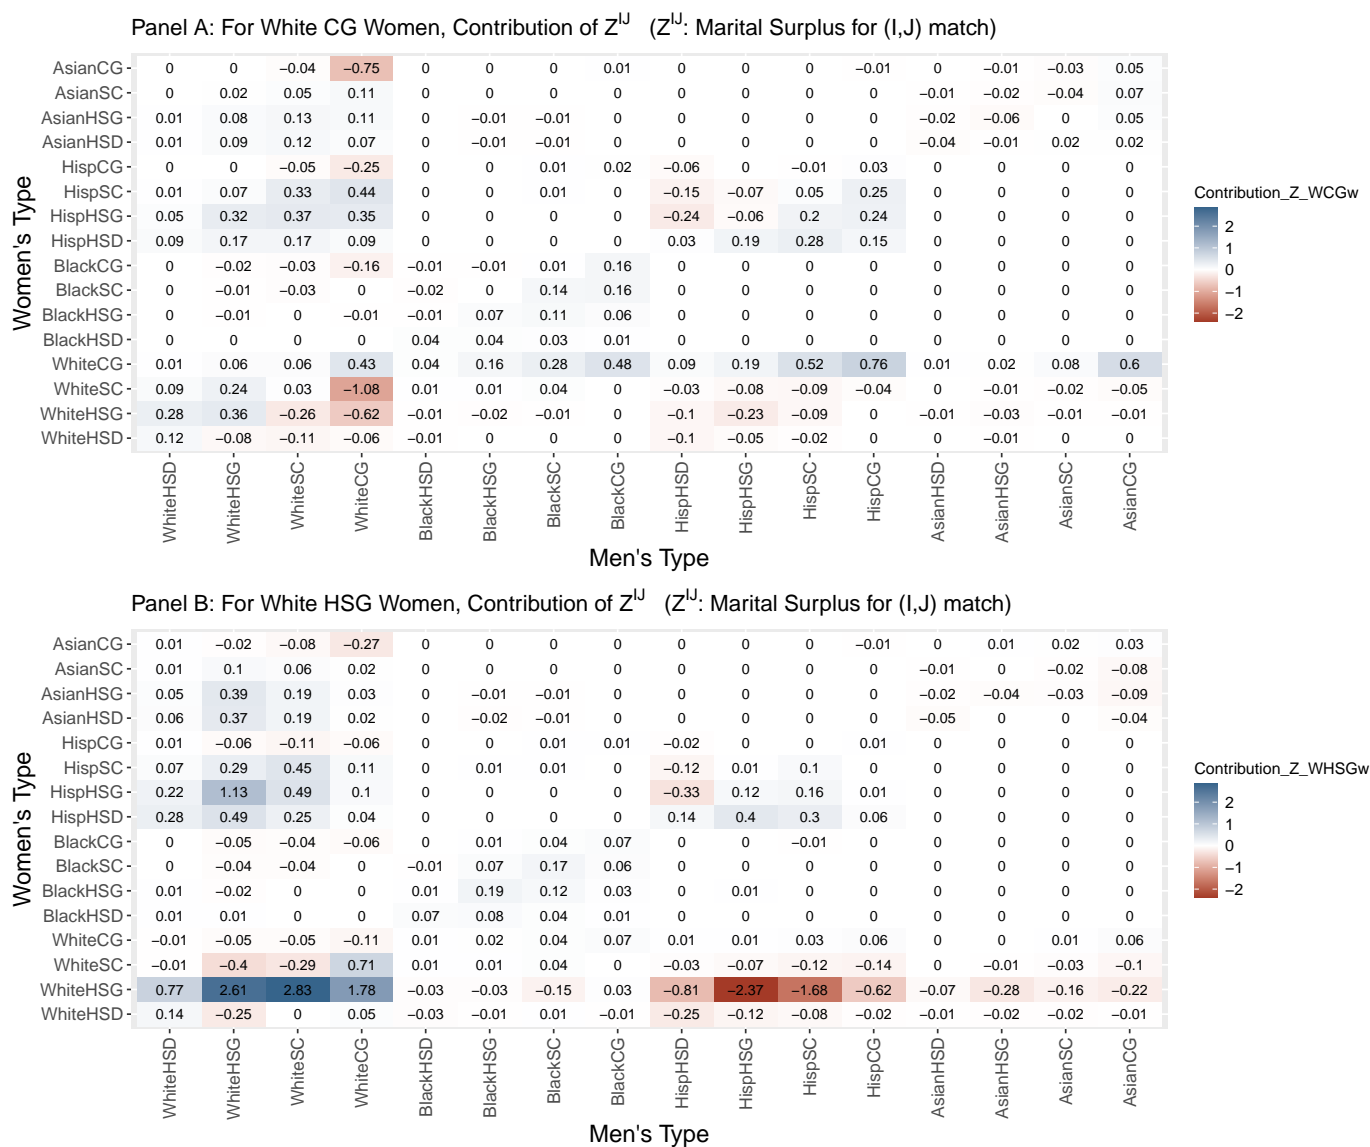 Panel A: For White CG Women, Contribution of Z^IJ (Z^IJ: Marital Surplus for (I,J) match)
Women's Type
AsianCG 0 0 −0.04 −0.75 0 0 0 0.01 0 0 0 −0.01 0 −0.01 −0.03 0.05
AsianSC 0 0.02 0.05 0.11 0 0 0 0 0 0 0 0 −0.01 −0.02 −0.04 0.07
AsianHSG 0.01 0.08 0.13 0.11 0 −0.01 −0.01 0 0 0 0 0 −0.02 −0.06 0 0.05
AsianHSD 0.01 0.09 0.12 0.07 0 −0.01 −0.01 0 0 0 0 0 −0.04 −0.01 0.02 0.02
HispCG 0 0 −0.05 −0.25 0 0 0.01 0.02 −0.06 0 −0.01 0.03 0 0 0 0
HispSC 0.01 0.07 0.33 0.44 0 0 0.01 0 −0.15 −0.07 0.05 0.25 0 0 0 0
HispHSG 0.05 0.32 0.37 0.35 0 0 0 0 −0.24 −0.06 0.2 0.24 0 0 0 0
HispHSD 0.09 0.17 0.17 0.09 0 0 0 0 0.03 0.19 0.28 0.15 0 0 0 0
BlackCG 0 −0.02 −0.03 −0.16 −0.01 −0.01 0.01 0.16 0 0 0 0 0 0 0 0
BlackSC 0 −0.01 −0.03 0 −0.02 0 0.14 0.16 0 0 0 0 0 0 0 0
BlackHSG 0 −0.01 0 −0.01 −0.01 0.07 0.11 0.06 0 0 0 0 0 0 0 0
BlackHSD 0 0 0 0 0.04 0.04 0.03 0.01 0 0 0 0 0 0 0 0
WhiteCG 0.01 0.06 0.06 0.43 0.04 0.16 0.28 0.48 0.09 0.19 0.52 0.76 0.01 0.02 0.08 0.6
WhiteSC 0.09 0.24 0.03 −1.08 0.01 0.01 0.04 0 −0.03 −0.08 −0.09 −0.04 0 −0.01 −0.02 −0.05
WhiteHSG 0.28 0.36 −0.26 −0.62 −0.01 −0.02 −0.01 0 −0.1 −0.23 −0.09 0 −0.01 −0.03 −0.01 −0.01
WhiteHSD 0.12 −0.08 −0.11 −0.06 −0.01 0 0 0 −0.1 −0.05 −0.02 0 0 −0.01 0 0
WhiteHSD WhiteHSG WhiteSC WhiteCG BlackHSD BlackHSG BlackSC BlackCG HispHSD HispHSG HispSC HispCG AsianHSD AsianHSG AsianSC AsianCG
Men's Type
Contribution_Z_WCGw
2
1
0
−1
−2
Panel B: For White HSG Women, Contribution of Z^IJ (Z^IJ: Marital Surplus for (I,J) match)
Women's Type
AsianCG 0.01 −0.02 −0.08 −0.27 0 0 0 0 0 0 0 −0.01 0 0.01 0.02 0.03
AsianSC 0.01 0.1 0.06 0.02 0 0 0 0 0 0 0 0 −0.01 0 −0.02 −0.08
AsianHSG 0.05 0.39 0.19 0.03 0 −0.01 −0.01 0 0 0 0 0 −0.02 −0.04 −0.03 −0.09
AsianHSD 0.06 0.37 0.19 0.02 0 −0.02 −0.01 0 0 0 0 0 −0.05 0 0 −0.04
HispCG 0.01 −0.06 −0.11 −0.06 0 0 0.01 0.01 −0.02 0 0 0.01 0 0 0 0
HispSC 0.07 0.29 0.45 0.11 0 0.01 0.01 0 −0.12 0.01 0.1 0 0 0 0 0
HispHSG 0.22 1.13 0.49 0.1 0 0 0 0 −0.33 0.12 0.16 0.01 0 0 0 0
HispHSD 0.28 0.49 0.25 0.04 0 0 0 0 0.14 0.4 0.3 0.06 0 0 0 0
BlackCG 0 −0.05 −0.04 −0.06 0 0.01 0.04 0.07 0 0 −0.01 0 0 0 0 0
BlackSC 0 −0.04 −0.04 0 −0.01 0.07 0.17 0.06 0 0 0 0 0 0 0 0
BlackHSG 0.01 −0.02 0 0 0.01 0.19 0.12 0.03 0 0.01 0 0 0 0 0 0
BlackHSD 0.01 0.01 0 0 0.07 0.08 0.04 0.01 0 0 0 0 0 0 0 0
WhiteCG −0.01 −0.05 −0.05 −0.11 0.01 0.02 0.04 0.07 0.01 0.01 0.03 0.06 0 0 0.01 0.06
WhiteSC −0.01 −0.4 −0.29 0.71 0.01 0.01 0.04 0 −0.03 −0.07 −0.12 −0.14 0 −0.01 −0.03 −0.1
WhiteHSG 0.77 2.61 2.83 1.78 −0.03 −0.03 −0.15 0.03 −0.81 −2.37 −1.68 −0.62 −0.07 −0.28 −0.16 −0.22
WhiteHSD 0.14 −0.25 0 0.05 −0.03 −0.01 0.01 −0.01 −0.25 −0.12 −0.08 −0.02 −0.01 −0.02 −0.02 −0.01
WhiteHSD WhiteHSG WhiteSC WhiteCG BlackHSD BlackHSG BlackSC BlackCG HispHSD HispHSG HispSC HispCG AsianHSD AsianHSG AsianSC AsianCG
Men's Type
Contribution_Z_WHSGw
2
1
0
−1
−2